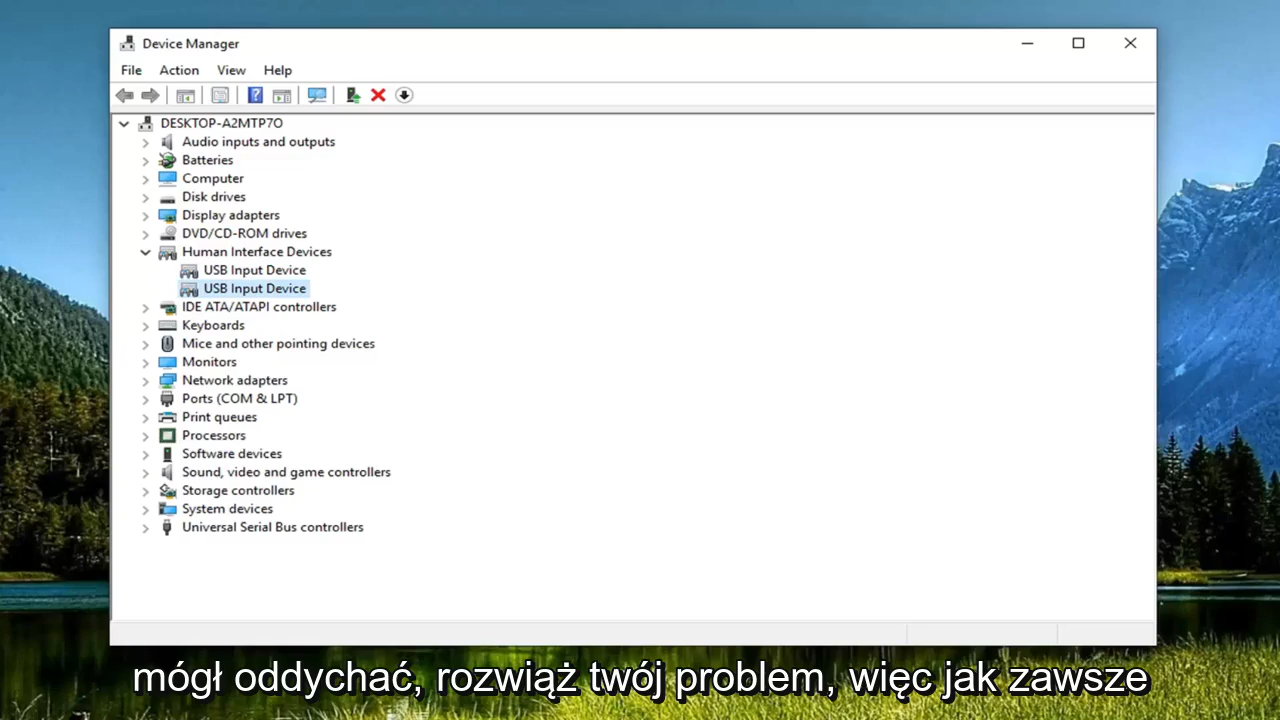 Device Manager
File Action View Help
DESKTOP-A2MTP7O
Audio inputs and outputs
Batteries
Computer
Disk drives
Display adapters
DVD/CD-ROM drives
Human Interface Devices
USB Input Device
USB Input Device
IDE ATA/ATAPI controllers
Keyboards
Mice and other pointing devices
Monitors
Network adapters
Ports (COM & LPT)
Print queues
Processors
Software devices
Sound, video and game controllers
Storage controllers
System devices
Universal Serial Bus controllers
mógł oddychać, rozwiąż twój problem, więc jak zawsze